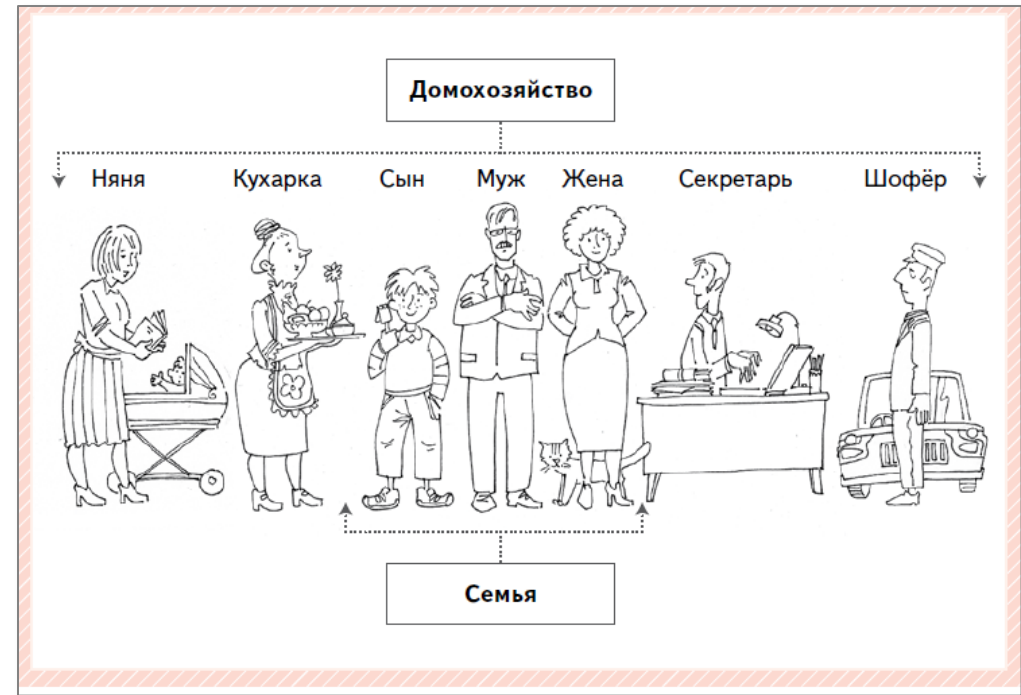 Домохозяйство
Няня Кухарка Сын Муж Жена Секретарь Шофёр
Семья